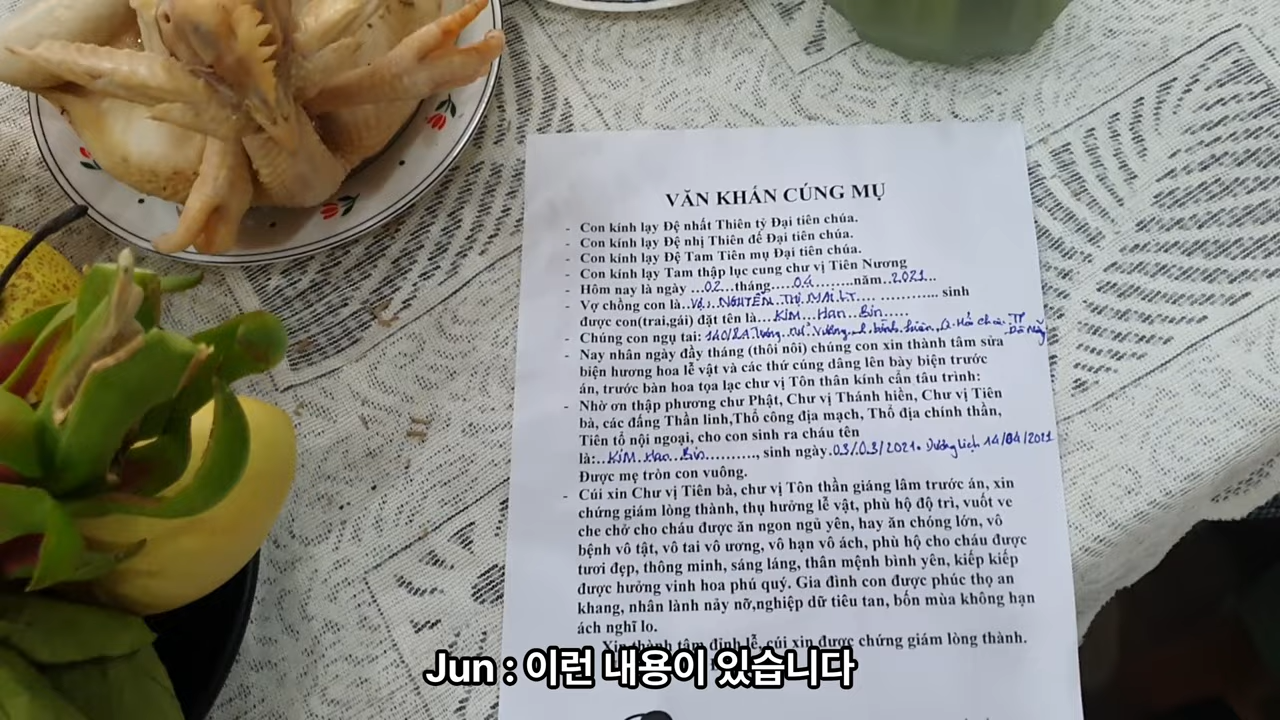 VĂN KHẤN CÚNG MỤ
- Con kính lạy Đệ nhất Thiên tỷ Đại tiên chúa.
- Con kính lạy Đệ nhị Thiên đế Đại tiên chúa.
- Con kính lạy Đệ Tam Tiên mụ Đại tiên chúa.
- Con kính lạy Tam thập lục cung chư vị Tiên Nương
- Hôm nay là ngày ...02...tháng.....04........năm..2021...
- Vợ chồng con là.. NGUYỄN THỊ MAI.... ............ sinh
được con(trai,gái) đặt tên là....KIM...Han...Bin.....
- Chúng con ngụ tại: Vương Q. Hải Châu TP Đà Nẵng
- Nay nhân ngày đầy tháng (thôi nôi) chúng con xin thành tâm sửa
biện hương hoa lễ vật và các thứ cúng dâng lên bày biện trước
án, trước bàn hoa tọa lạc chư vị Tôn thân kính cẩn tâu trình:
- Nhờ ơn thập phương chư Phật, Chư vị Thánh hiền, Chư vị Tiên
bà, các đấng Thần linh,Thổ công địa mạch, Thổ địa chính thần,
Tiên tổ nội ngoại, cho con sinh ra cháu tên
là:..KIM..Han..Bin.........., sinh ngày.03/03/2021. Dương lịch 14/04/2021
Được mẹ tròn con vuông.
- Cúi xin Chư vị Tiên bà, chư vị Tôn thần giáng lâm trước án, xin
chứng giám lòng thành, thụ hưởng lễ vật, phù hộ độ trì, vuốt ve
che chở cho cháu được ăn ngon ngủ yên, hay ăn chóng lớn, vô
bệnh vô tật, vô tai vô ương, vô hạn vô ách, phù hộ cho cháu được
tươi đẹp, thông minh, sáng láng, thân mệnh bình yên, kiếp kiếp
được hưởng vinh hoa phú quý. Gia đình con được phúc thọ an
khang, nhân lành nảy nỡ,nghiệp dữ tiêu tan, bốn mùa không hạn
ách nghĩ lo.
Xin thành tâm đỉnh lễ, cúi xin được chứng giám lòng thành.
Jun : 이런 내용이 있습니다